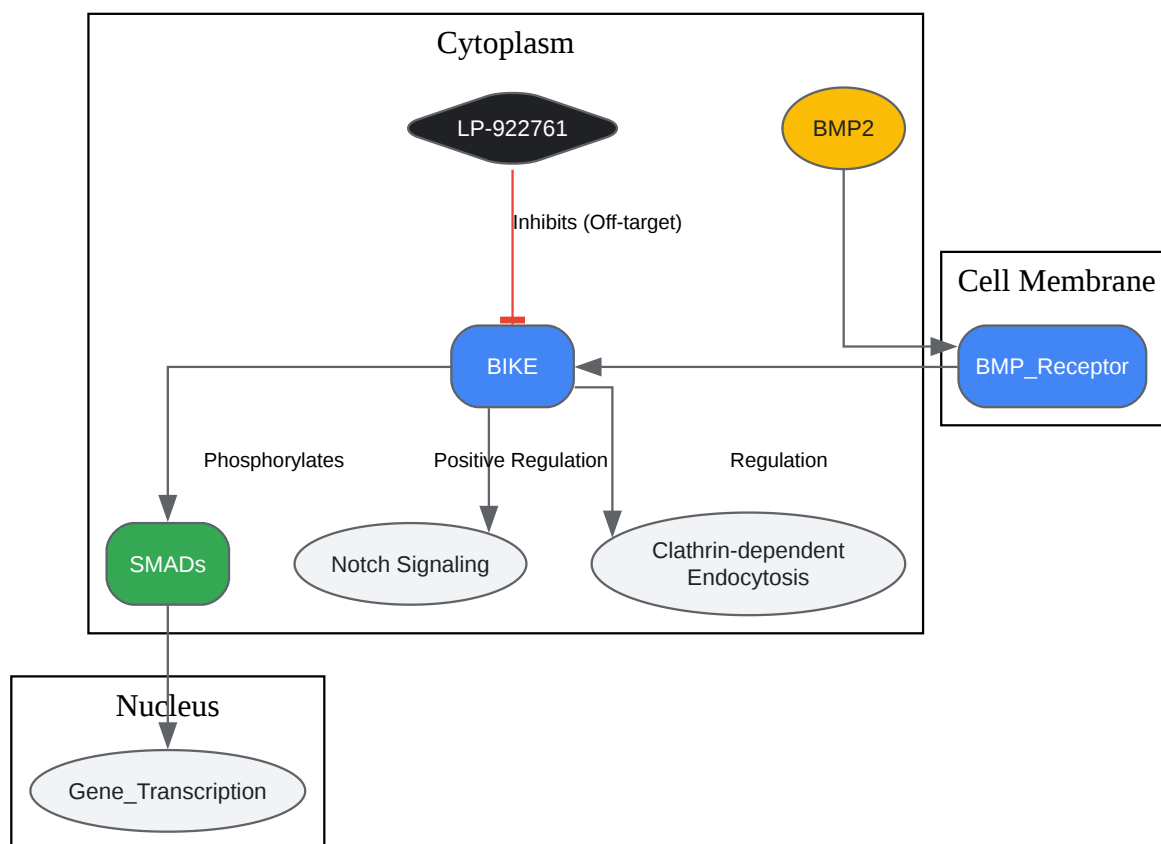 Cytoplasm
LP-922761
BMP2
Inhibits (Off-target)
Cell Membrane
BIKE
BMP_Receptor
Phosphorylates
Positive Regulation
Regulation
SMADs
Notch Signaling
Clathrin-dependent
Endocytosis
Nucleus
Gene_Transcription